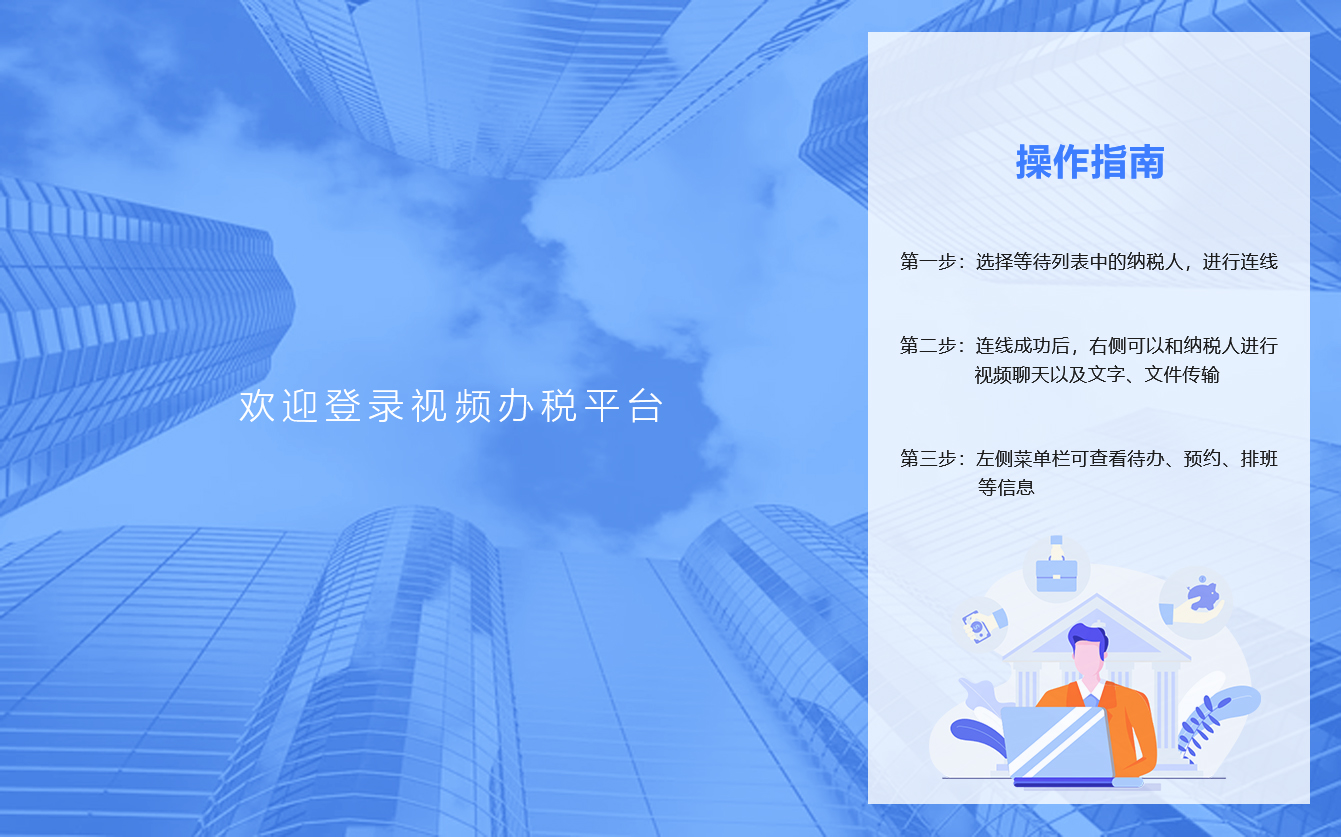 欢迎登录视频办税平台
操作指南
第一步：选择等待列表中的纳税人，进行连线
第二步：连线成功后，右侧可以和纳税人进行
视频聊天以及文字、文件传输
第三步：左侧菜单栏可查看待办、预约、排班
等信息